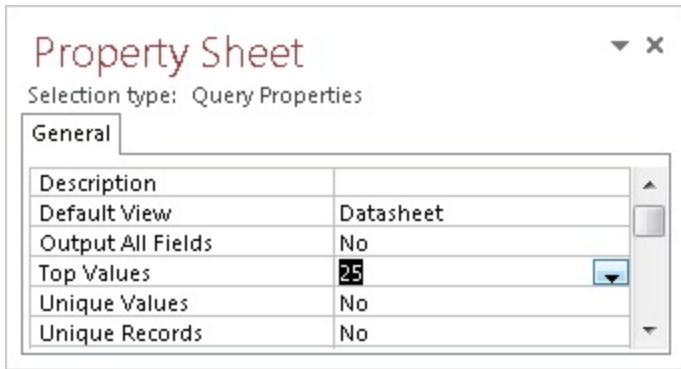 Property Sheet
Selection type: Query Properties
General
Description
Default View Datasheet
Output All Fields No
Top Values 25
Unique Values No
Unique Records No